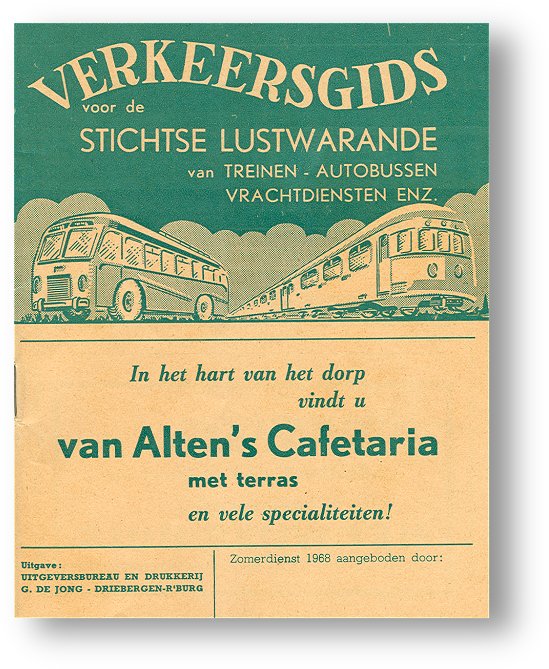 VERKEERSGIDS
voor de
STICHTSE LUSTWARANDE
van TREINEN - AUTOBUSSEN
VRACHTDIENSTEN ENZ.
In het hart van het dorp
vindt u
van Alten's Cafetaria
met terras
en vele specialiteiten!
Uitgave:
UITGEVERSBUREAU EN DRUKKERIJ
G. DE JONG - DRIEBERGEN-R'BURG
Zomerdienst 1968 aangeboden door: